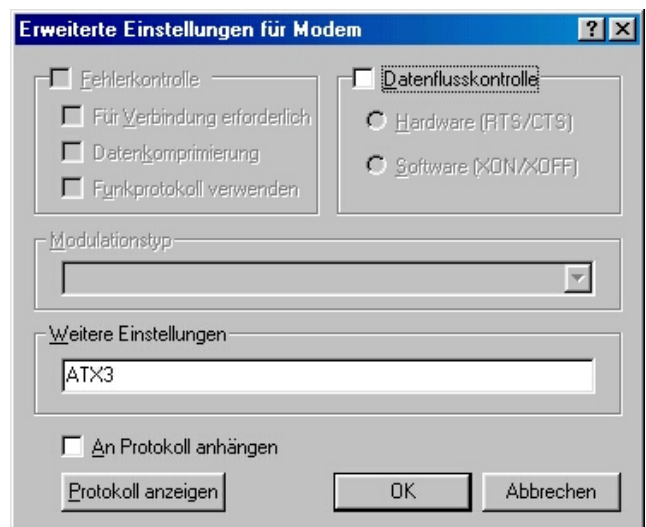 Erweiterte Einstellungen für Modem
Fehlerkontrolle
Für Verbindung erforderlich
Datenkomprimierung
Funkprotokoll verwenden
Datenflusskontrolle
Hardware (RTS/CTS)
Software (XON/XOFF)
Modulationstyp
Weitere Einstellungen
ATX3
An Protokoll anhängen
Protokoll anzeigen
OK
Abbrechen